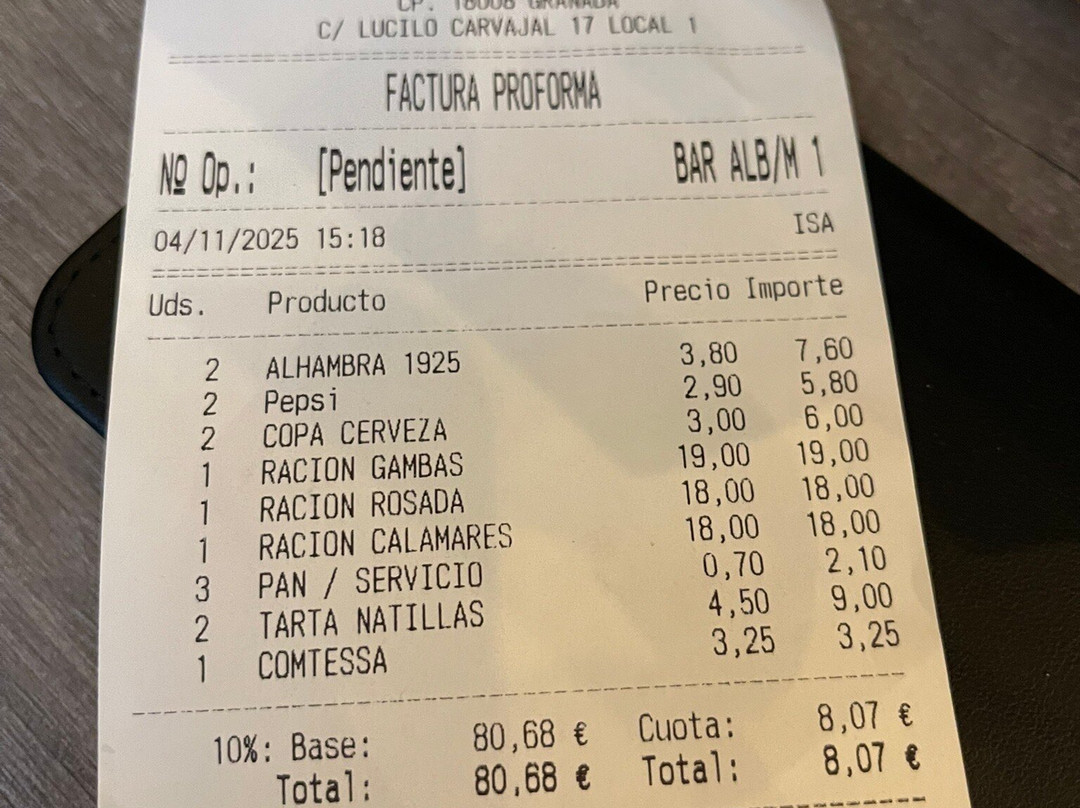 CP. 18008 GRANADA
C/ LUCILO CARVAJAL 17 LOCAL 1
FACTURA PROFORMA
Nº Op.: [Pendiente] BAR ALB/M 1
04/11/2025 15:18 ISA
Uds. Producto Precio Importe
2 ALHAMBRA 1925 3,80 7,60
2 Pepsi 2,90 5,80
2 COPA CERVEZA 3,00 6,00
1 RACION GAMBAS 19,00 19,00
1 RACION ROSADA 18,00 18,00
1 RACION CALAMARES 18,00 18,00
3 PAN / SERVICIO 0,70 2,10
2 TARTA NATILLAS 4,50 9,00
1 COMTESSA 3,25 3,25
10%: Base: 80,68 € Cuota: 8,07 €
Total: 80,68 € Total: 8,07 €